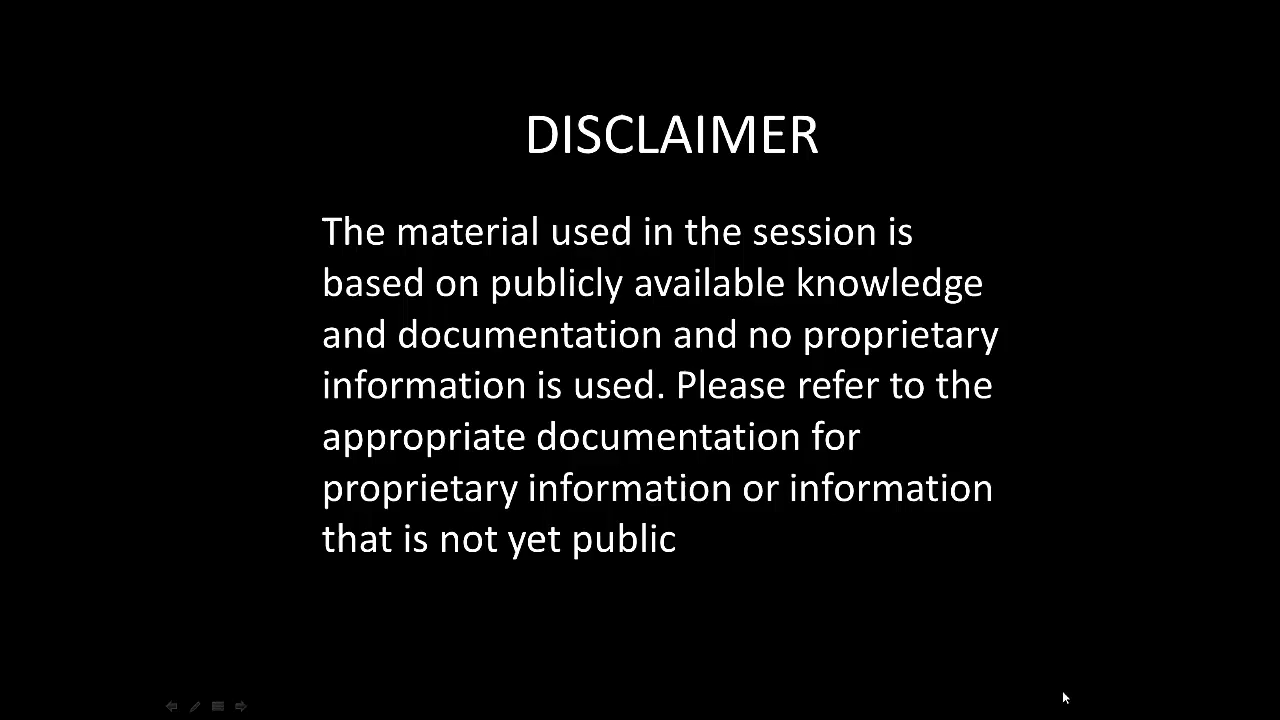 DISCLAIMER
The material used in the session is
based on publicly available knowledge
and documentation and no proprietary
information is used. Please refer to the
appropriate documentation for
proprietary information or information
that is not yet public